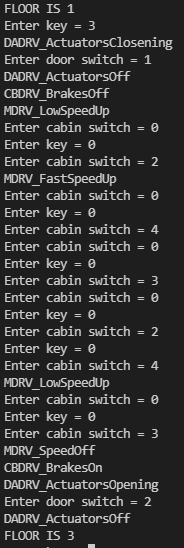 FLOOR IS 1
Enter key = 3
DADRV_ActuatorsClosening
Enter door switch = 1
DADRV_ActuatorsOff
CBDRV_BrakesOff
MDRV_LowSpeedUp
Enter cabin switch = 0
Enter key = 0
Enter cabin switch = 2
MDRV_FastSpeedUp
Enter cabin switch = 0
Enter key = 0
Enter cabin switch = 4
Enter cabin switch = 0
Enter key = 0
Enter cabin switch = 3
Enter cabin switch = 0
Enter key = 0
Enter cabin switch = 2
Enter key = 0
Enter cabin switch = 4
MDRV_LowSpeedUp
Enter cabin switch = 0
Enter key = 0
Enter cabin switch = 3
MDRV_SpeedOff
CBDRV_BrakesOn
DADRV_ActuatorsOpening
Enter door switch = 2
DADRV_ActuatorsOff
FLOOR IS 3